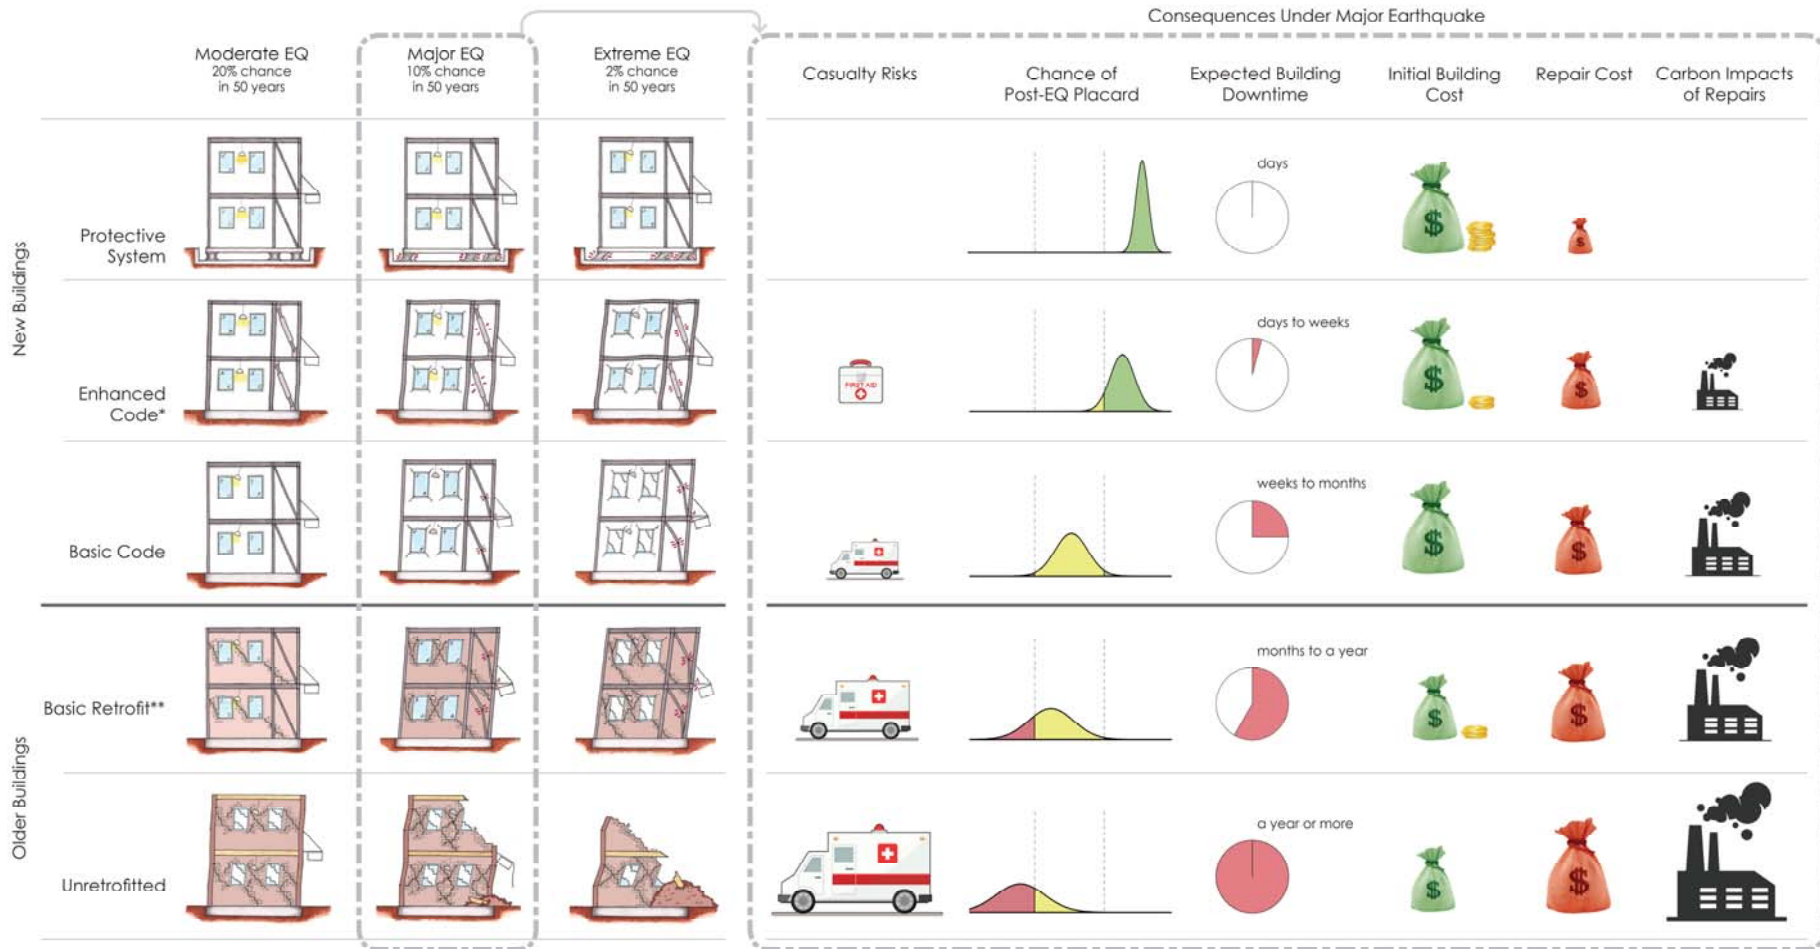 Consequences Under Major Earthquake
Moderate EQ
20% chance
in 50 years
Major EQ
10% chance
in 50 years
Extreme EQ
2% chance
in 50 years
Casualty Risks
Chance of
Post-EQ Placard
Expected Building
Downtime
Initial Building
Cost
Repair Cost
Carbon Impacts
of Repairs
New Buildings
Protective
System
days
$
$
Enhanced
Code*
FIRST AID
days to weeks
$
$
Basic Code
weeks to months
$
$
Older Buildings
Basic Retrofit**
months to a year
$
$
Unretrofitted
a year or more
$
$